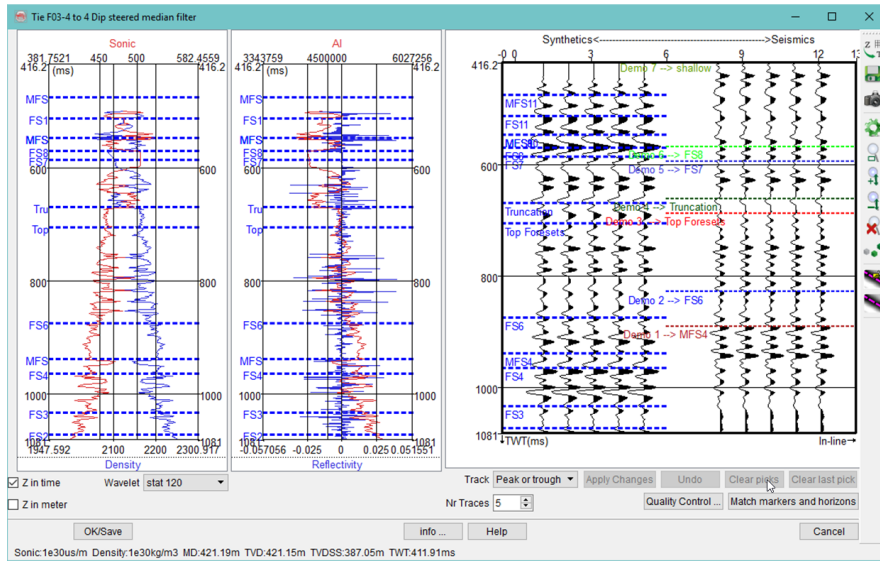 Tie F03-4 to 4 Dip steered median filter
Sonic
381.7521 450 500 582.4559
416.2 (ms) 416.2
MFS
FS1
MFS
FS8
FS7
600 600
Tru
Top
800 800
FS6
MFS
FS4
1000 1000
FS3
FS2
1081 1081
1947.592 2100 2200 2300.917
Density
AI
3343759 4500000 6027256
416.2 (ms) 416.2
MFS
FS1
MFS
FS8
FS7
600 600
Tru
Top
800 800
FS6
MFS
FS4
1000 1000
FS3
FS2
1081 1081
-0.057056 -0.025 0 0.025 0.051551
Reflectivity
Synthetics<------------------------->Seismics
-0 0 3 6 9 12 13
416.2
Demo 7 --> shallow
MFS11
FS11
FS8
Demo 6 --> FS8
600
FS7
Demo 5 --> FS7
Truncation
Demo 4 --> Truncation
Demo 3 --> Top Foresets
Top Foresets
800
Demo 2 --> FS6
FS6
Demo 1 --> MFS4
MFS4
FS4
1000
FS3
1081
TWT(ms)
In-line
Z in time
Wavelet stat 120
Z in meter
Track Peak or trough Apply Changes Undo Clear picks Clear last pick
Nr Traces 5 Quality Control ... Match markers and horizons
OK/Save info ... Help Cancel
Sonic:1e30us/m Density:1e30kg/m3 MD:421.19m TVD:421.15m TVDSS:387.05m TWT:411.91ms